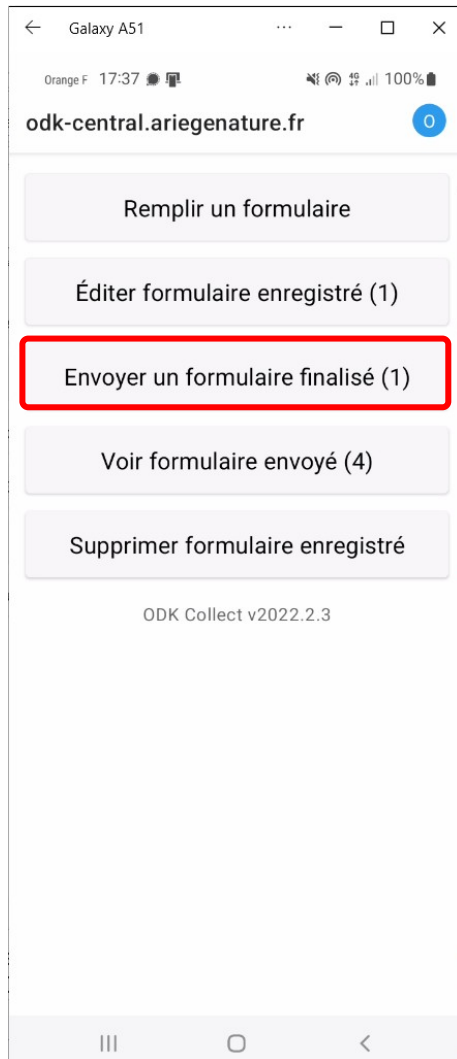 Galaxy A51
Orange F 17:37 4G 100%
odk-central.ariegenature.fr O
Remplir un formulaire
Éditer formulaire enregistré (1)
Envoyer un formulaire finalisé (1)
Voir formulaire envoyé (4)
Supprimer formulaire enregistré
ODK Collect v2022.2.3